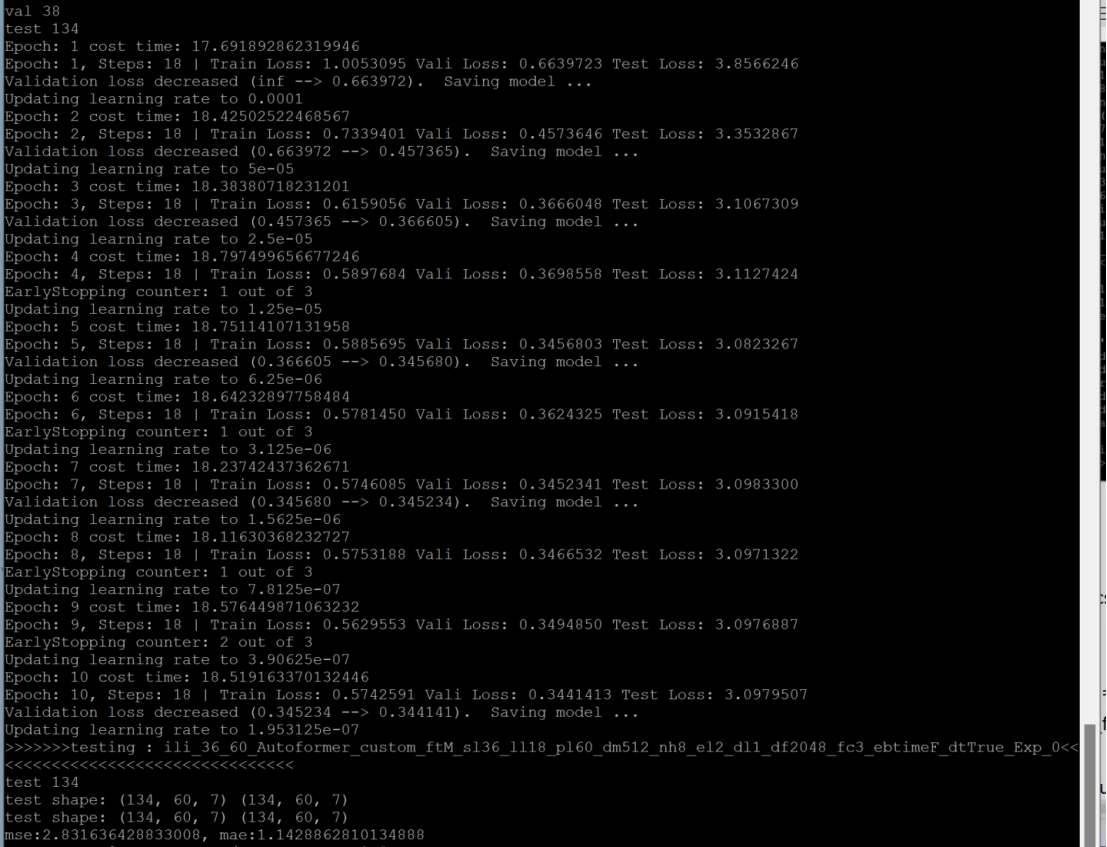 val 38
test 134
Epoch: 1 cost time: 17.691892862319946
Epoch: 1, Steps: 18 | Train Loss: 1.0053095 Vali Loss: 0.6639723 Test Loss: 3.8566246
Validation loss decreased (inf --> 0.663972).  Saving model ...
Updating learning rate to 0.0001
Epoch: 2 cost time: 18.42502522468567
Epoch: 2, Steps: 18 | Train Loss: 0.7339401 Vali Loss: 0.4573646 Test Loss: 3.3532867
Validation loss decreased (0.663972 --> 0.457365).  Saving model ...
Updating learning rate to 5e-05
Epoch: 3 cost time: 18.38380718231201
Epoch: 3, Steps: 18 | Train Loss: 0.6159056 Vali Loss: 0.3666048 Test Loss: 3.1067309
Validation loss decreased (0.457365 --> 0.366605).  Saving model ...
Updating learning rate to 2.5e-05
Epoch: 4 cost time: 18.797499656677246
Epoch: 4, Steps: 18 | Train Loss: 0.5897684 Vali Loss: 0.3698558 Test Loss: 3.1127424
EarlyStopping counter: 1 out of 3
Updating learning rate to 1.25e-05
Epoch: 5 cost time: 18.75114107131958
Epoch: 5, Steps: 18 | Train Loss: 0.5885695 Vali Loss: 0.3456803 Test Loss: 3.0823267
Validation loss decreased (0.366605 --> 0.345680).  Saving model ...
Updating learning rate to 6.25e-06
Epoch: 6 cost time: 18.64232897758484
Epoch: 6, Steps: 18 | Train Loss: 0.5781450 Vali Loss: 0.3624325 Test Loss: 3.0915418
EarlyStopping counter: 1 out of 3
Updating learning rate to 3.125e-06
Epoch: 7 cost time: 18.23742437362671
Epoch: 7, Steps: 18 | Train Loss: 0.5746085 Vali Loss: 0.3452341 Test Loss: 3.0983300
Validation loss decreased (0.345680 --> 0.345234).  Saving model ...
Updating learning rate to 1.5625e-06
Epoch: 8 cost time: 18.11630368232727
Epoch: 8, Steps: 18 | Train Loss: 0.5753188 Vali Loss: 0.3466532 Test Loss: 3.0971322
EarlyStopping counter: 1 out of 3
Updating learning rate to 7.8125e-07
Epoch: 9 cost time: 18.576449871063232
Epoch: 9, Steps: 18 | Train Loss: 0.5629553 Vali Loss: 0.3494850 Test Loss: 3.0976887
EarlyStopping counter: 2 out of 3
Updating learning rate to 3.90625e-07
Epoch: 10 cost time: 18.519163370132446
Epoch: 10, Steps: 18 | Train Loss: 0.5742591 Vali Loss: 0.3441413 Test Loss: 3.0979507
Validation loss decreased (0.345234 --> 0.344141).  Saving model ...
Updating learning rate to 1.953125e-07
>>>>>>>testing : ili_36_60_Autoformer_custom_ftM_sl36_ll18_pl60_dm512_nh8_el2_dl1_df2048_fc3_ebtimeF_dtTrue_Exp_0<<
<<<<<<<<<<<<<<<<<<<<<<<<<<<<<<<
test 134
test shape: (134, 60, 7) (134, 60, 7)
test shape: (134, 60, 7) (134, 60, 7)
mse:2.831636428833008, mae:1.1428862810134888